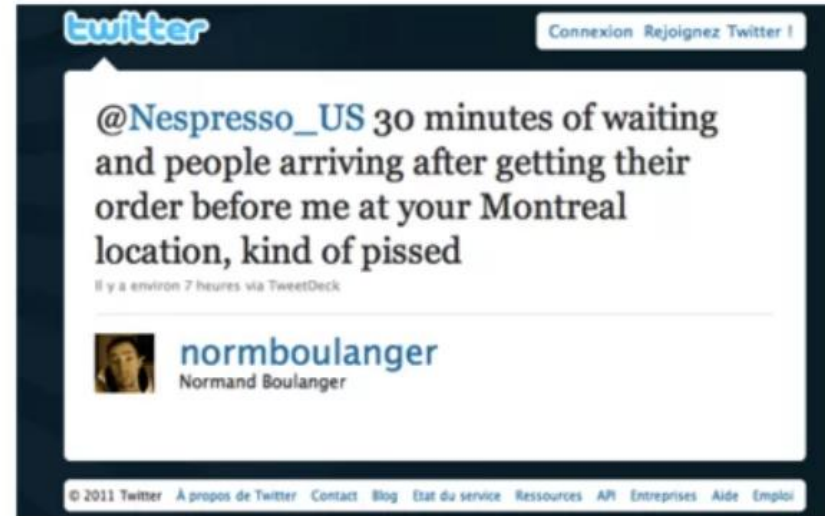 twitter
Connexion Rejoignez Twitter !
@Nespresso_US 30 minutes of waiting
and people arriving after getting their
order before me at your Montreal
location, kind of pissed
Il y a environ 7 heures via TweetDeck
normboulanger
Normand Boulanger
© 2011 Twitter À propos de Twitter Contact Blog Etat du service Ressources API Entreprises Aide Emploi